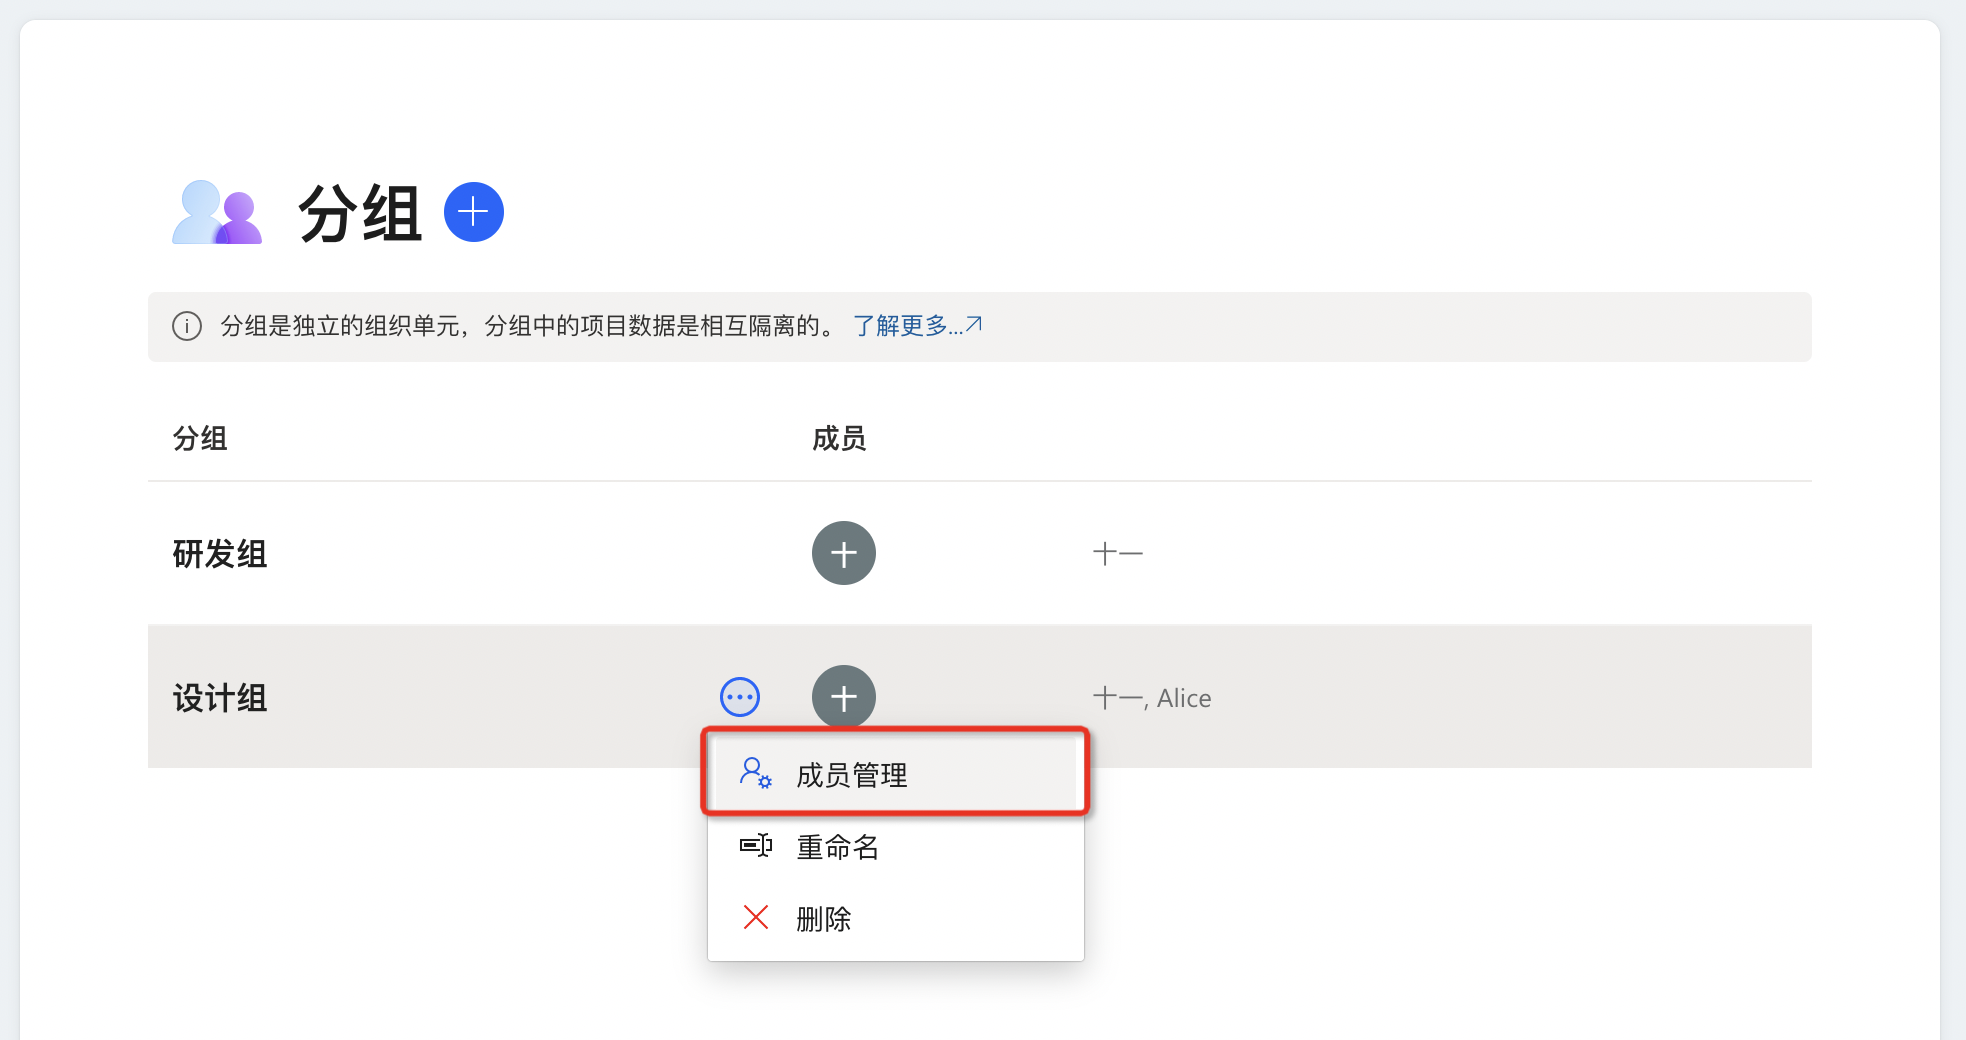 分组
分组是独立的组织单元，分组中的项目数据是相互隔离的。 了解更多...
分组 成员
研发组 十一
设计组 十一, Alice
成员管理
重命名
删除